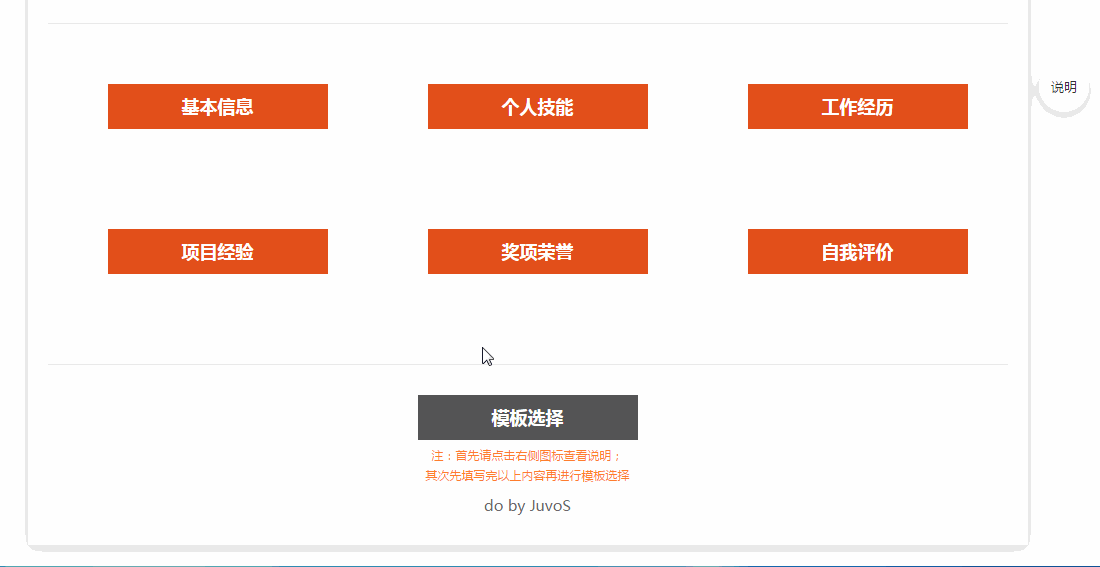 说明
基本信息
个人技能
工作经历
项目经验
奖项荣誉
自我评价
模板选择
注：首先请点击右侧图标查看说明；
其次先填写完以上内容再进行模板选择
do by JuvoS